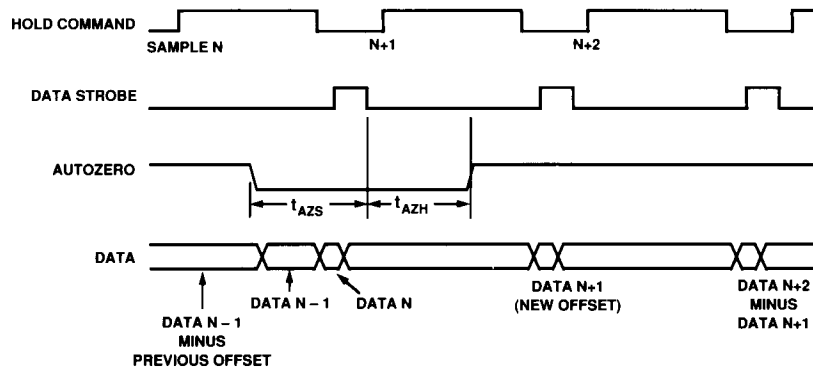 HOLD COMMAND
SAMPLE N
N+1
N+2
DATA STROBE
AUTOZERO
tAZS
tAZH
DATA
DATA N – 1
MINUS
PREVIOUS OFFSET
DATA N – 1
DATA N
DATA N+1
(NEW OFFSET)
DATA N+2
MINUS
DATA N+1